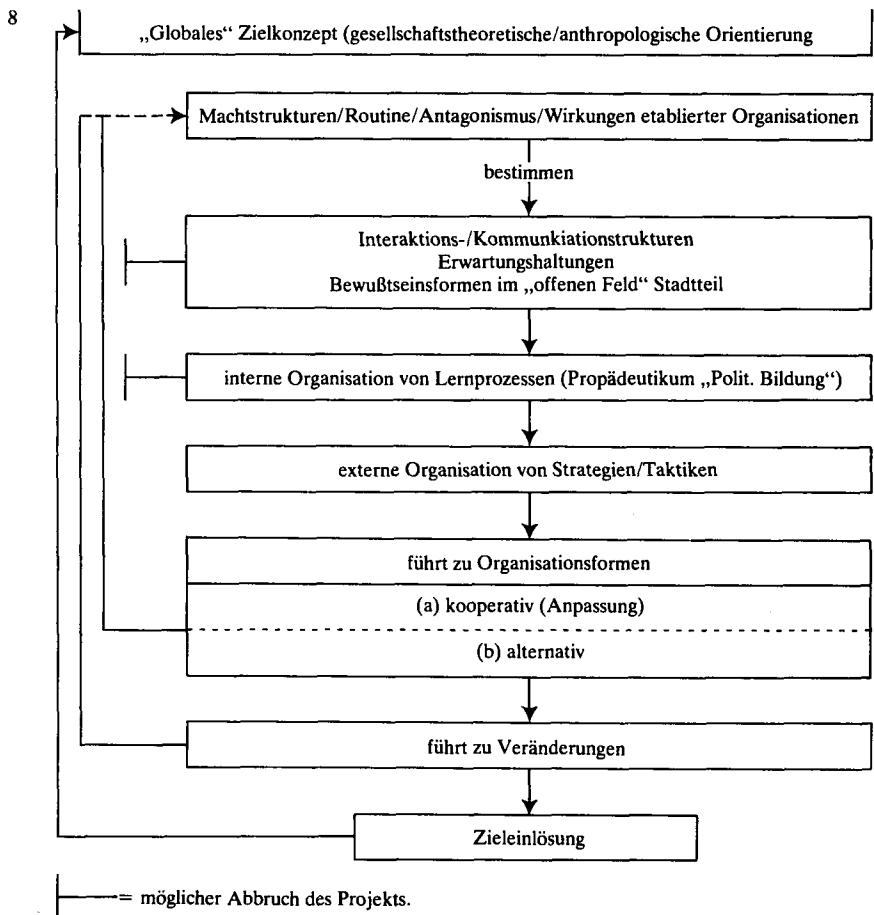 8
„Globales“ Zielkonzept (gesellschaftstheoretische/anthropologische Orientierung
Machtstrukturen/Routine/Antagonismus/Wirkungen etablierter Organisationen
bestimmen
Interaktions-/Kommunkiationstrukturen
Erwartungshaltungen
Bewußtseinsformen im „offenen Feld“ Stadtteil
interne Organisation von Lernprozessen (Propädeutikum „Polit. Bildung“)
externe Organisation von Strategien/Taktiken
führt zu Organisationsformen
(a) kooperativ (Anpassung)
(b) alternativ
führt zu Veränderungen
Zieleinlösung
= möglicher Abbruch des Projekts.